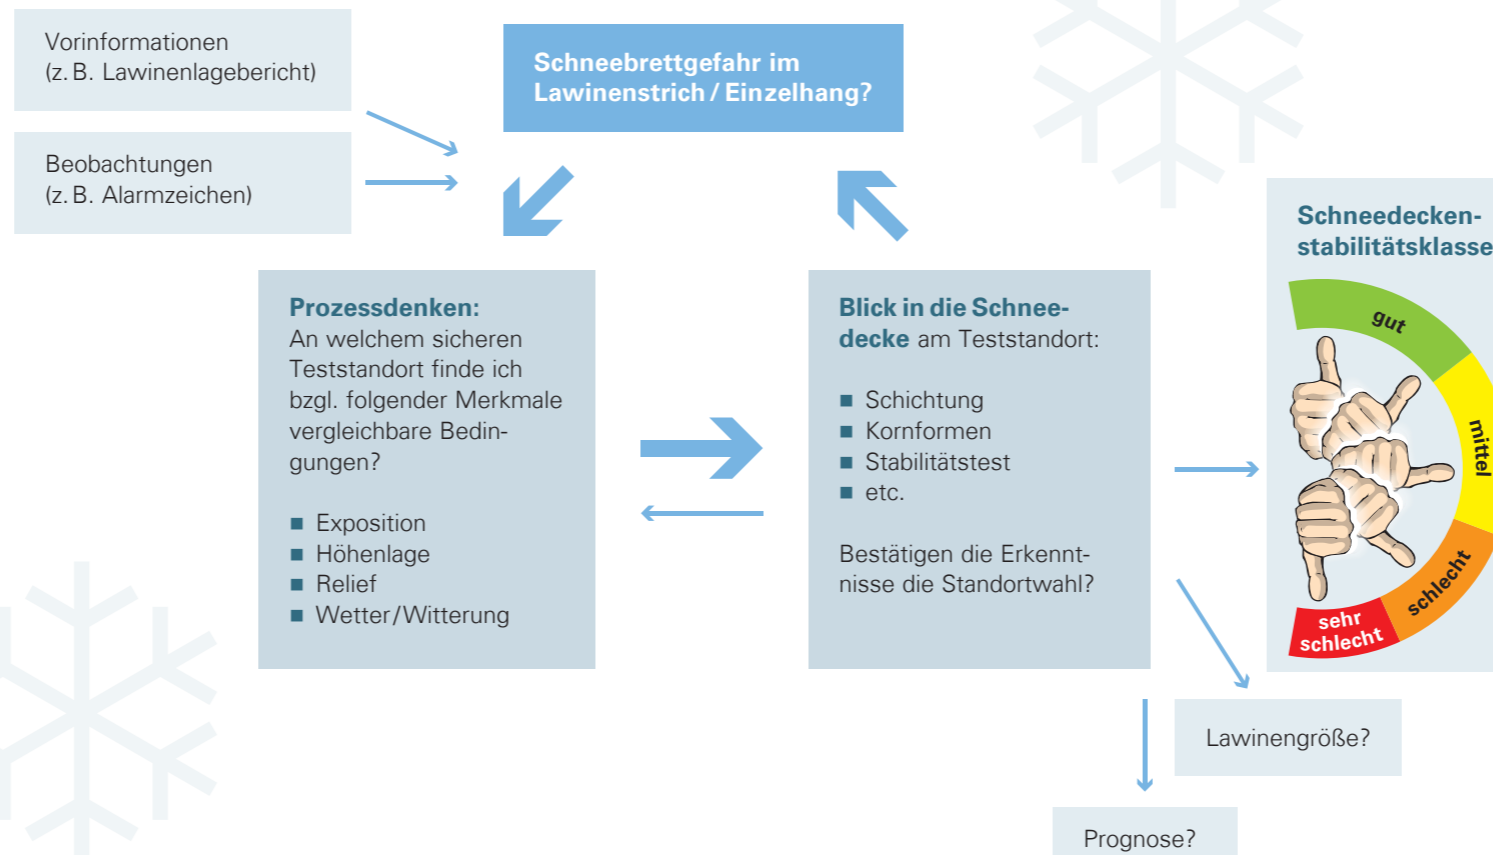 Vorinformationen
(z. B. Lawinenlagebericht)
Beobachtungen
(z. B. Alarmzeichen)
Schneebrettgefahr im
Lawinenstrich / Einzelhang?
Prozessdenken:
An welchem sicheren
Teststandort finde ich
bzgl. folgender Merkmale
vergleichbare Bedin-
gungen?
■ Exposition
■ Höhenlage
■ Relief
■ Wetter/Witterung
Blick in die Schnee-
decke am Teststandort:
■ Schichtung
■ Kornformen
■ Stabilitätstest
■ etc.
Bestätigen die Erkennt-
nisse die Standortwahl?
Schneedecken-
stabilitätsklasse
gut
mittel
schlecht
sehr
schlecht
Lawinengröße?
Prognose?